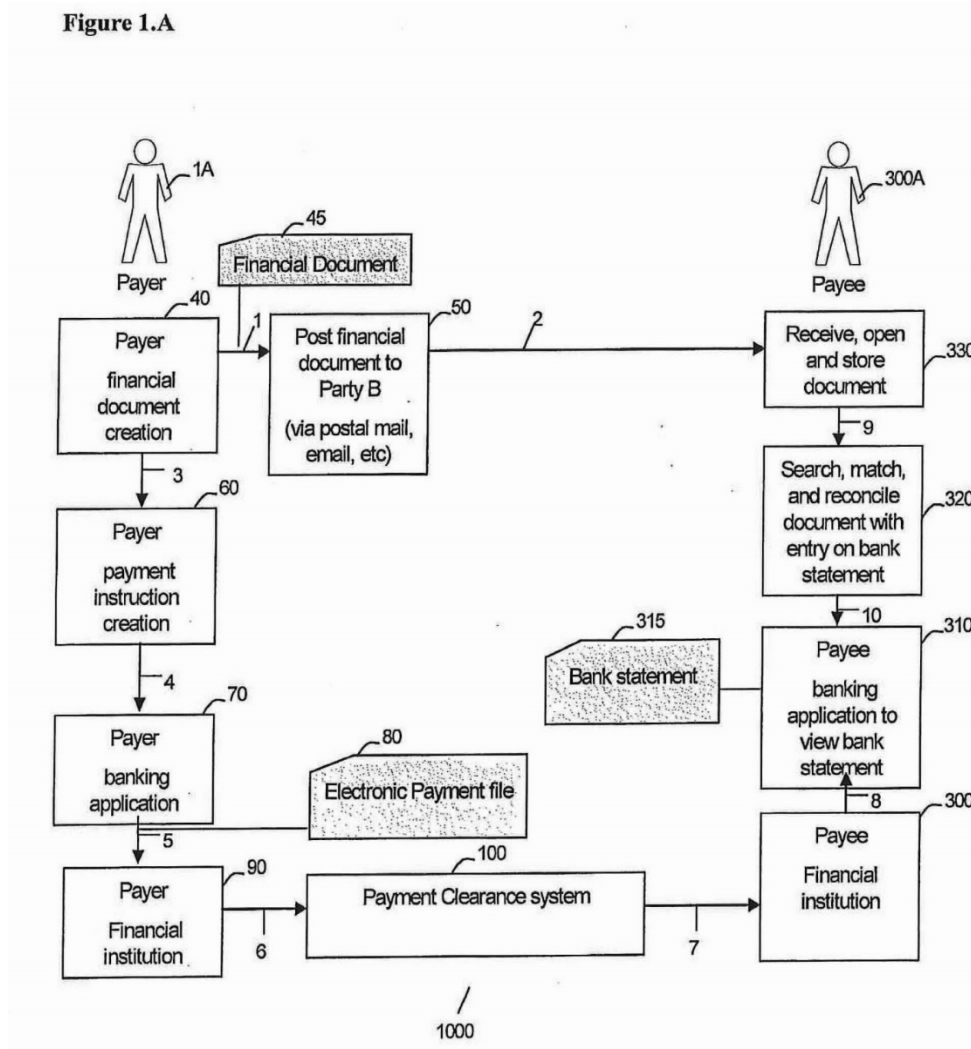 Figure 1.A
1A
300A
45
Financial Document
Payer
Payee
40
1
50
2
Payer
financial
document
creation
Post financial
document to
Party B
(via postal mail,
email, etc)
Receive, open
and store
document
330
3
9
60
Payer
payment
instruction
creation
Search, match,
and reconcile
document with
entry on bank
statement
320
4
10
315
310
Bank statement
Payee
banking
application to
view bank
statement
70
Payer
banking
application
80
Electronic Payment file
5
8
300
90
Payer
Financial
institution
6
100
Payment Clearance system
7
Payee
Financial
institution
1000